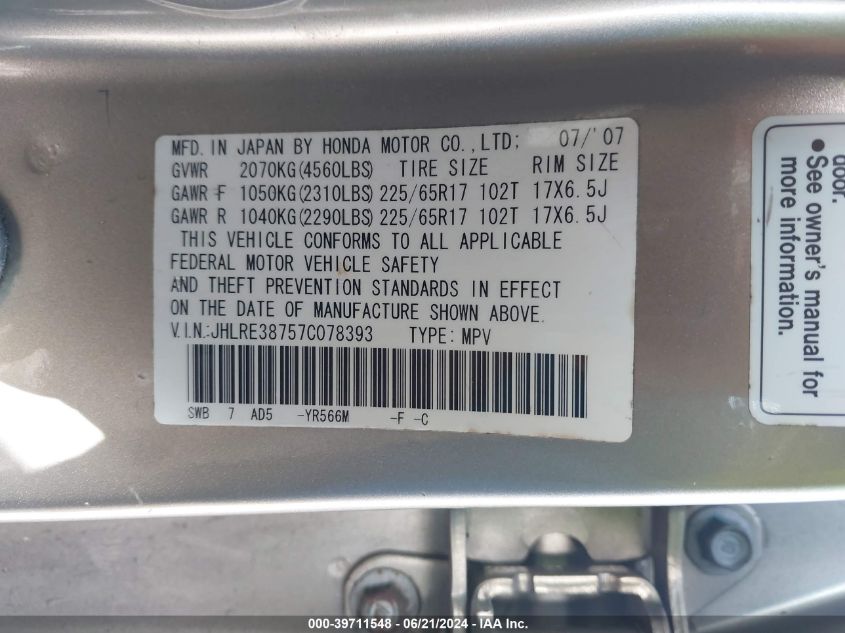 MFD. IN JAPAN BY HONDA MOTOR CO.,LTD; 07/'07
GVWR 2070KG(4560LBS) TIRE SIZE RIM SIZE
GAWR F 1050KG(2310LBS) 225/65R17 102T 17X6.5J
GAWR R 1040KG(2290LBS) 225/65R17 102T 17X6.5J
THIS VEHICLE CONFORMS TO ALL APPLICABLE
FEDERAL MOTOR VEHICLE SAFETY
AND THEFT PREVENTION STANDARDS IN EFFECT
ON THE DATE OF MANUFACTURE SHOWN ABOVE.
V.I.N.:JHLRE38757C078393 TYPE: MPV
SWB 7 AD5 -YR566M -F -C
door.
● See owner's manual for
more information.
000-39711548 - 06/21/2024 - IAA Inc.